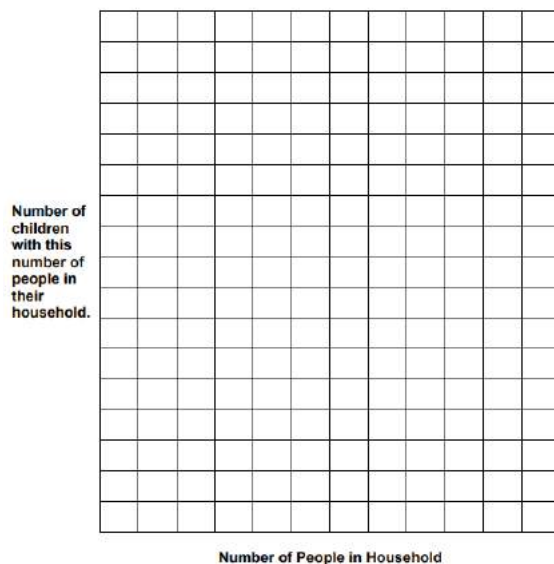 Number of
children
with this
number of
people in
their
household.
Number of People in Household